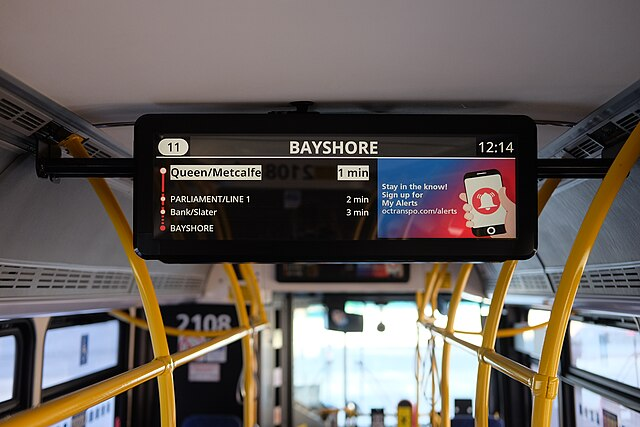 11 BAYSHORE 12:14
Queen/Metcalfe 1 min
PARLIAMENT/LINE 1 2 min
Bank/Slater 3 min
BAYSHORE
Stay in the know!
Sign up for
My Alerts
octranspo.com/alerts
2108